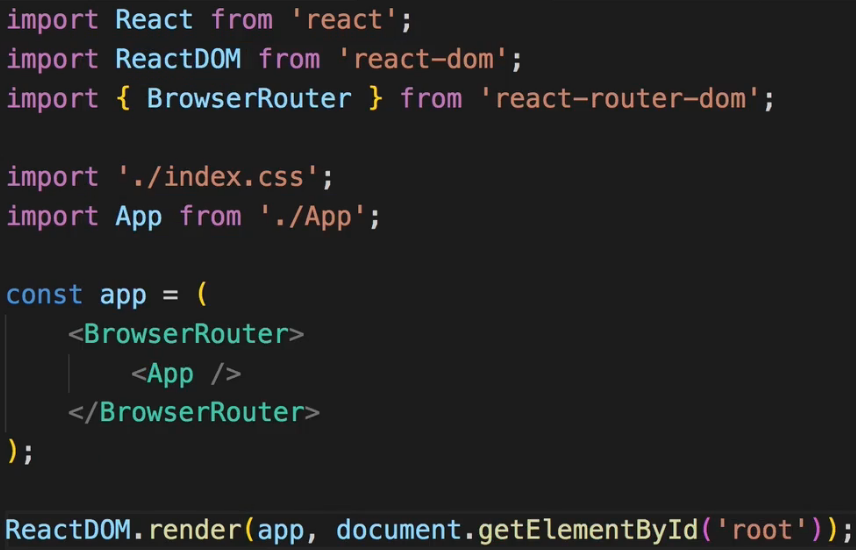 import React from 'react';
import ReactDOM from 'react-dom';
import { BrowserRouter } from 'react-router-dom';
import './index.css';
import App from './App';
const app = (
    <BrowserRouter>
        <App />
    </BrowserRouter>
);
ReactDOM.render(app, document.getElementById('root'));